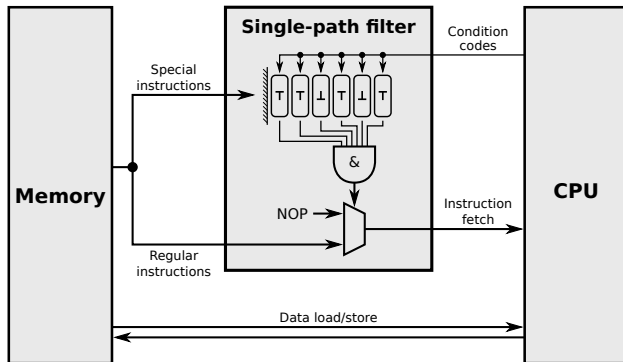 Single-path filter
Condition
codes
Special
instructions
⊤ ⊤ ⊥ ⊤ ⊥ ⊤
&
Memory
CPU
NOP
Instruction
fetch
Regular
instructions
Data load/store